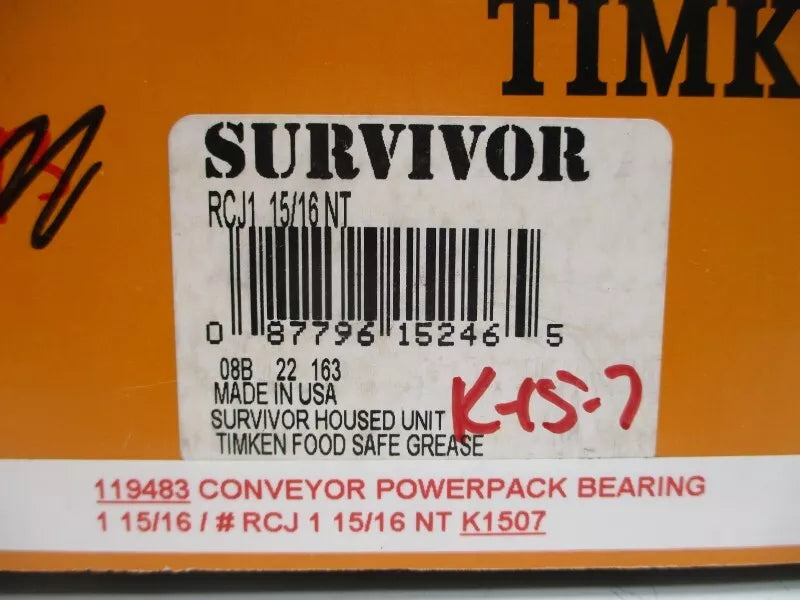 TIMK
SURVIVOR
RCJ1 15/16 NT
0 87796 15246 5
08B 22 163
MADE IN USA
K-15-7
SURVIVOR HOUSED UNIT
TIMKEN FOOD SAFE GREASE
119483 CONVEYOR POWERPACK BEARING
1 15/16 / # RCJ 1 15/16 NT K1507